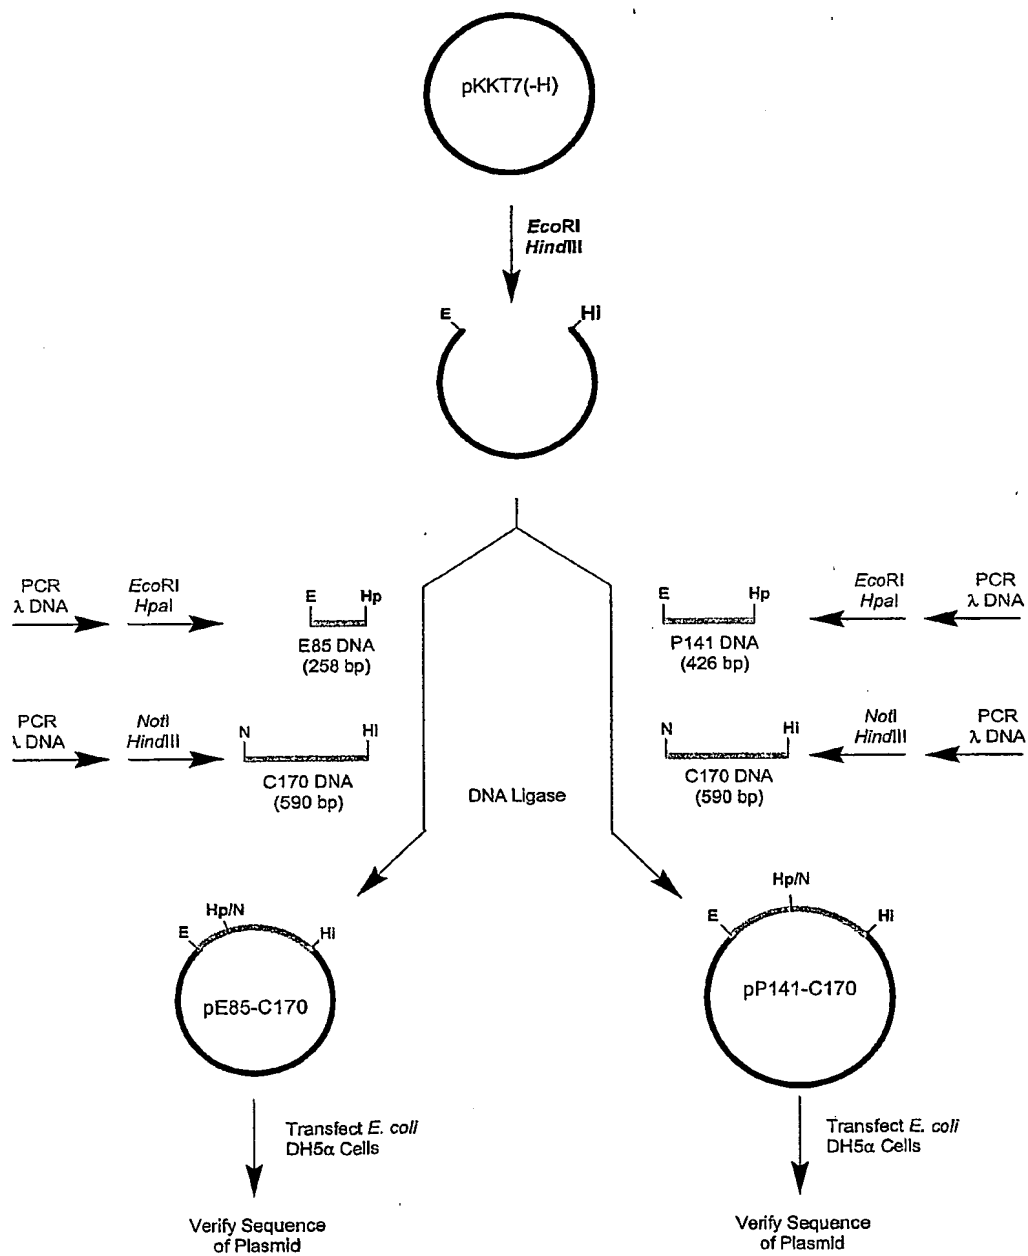 pKKT7(-H)
EcoRI
HindIII
E
Hi
PCR
λ DNA
EcoRI
HpaI
E
Hp
E85 DNA
(258 bp)
E
Hp
P141 DNA
(426 bp)
EcoRI
HpaI
PCR
λ DNA
PCR
λ DNA
NotI
HindIII
N
Hi
C170 DNA
(590 bp)
DNA Ligase
N
Hi
C170 DNA
(590 bp)
NotI
HindIII
PCR
λ DNA
E
Hp/N
Hi
pE85-C170
E
Hp/N
Hi
pP141-C170
Transfect E. coli
DH5α Cells
Transfect E. coli
DH5α Cells
Verify Sequence
of Plasmid
Verify Sequence
of Plasmid